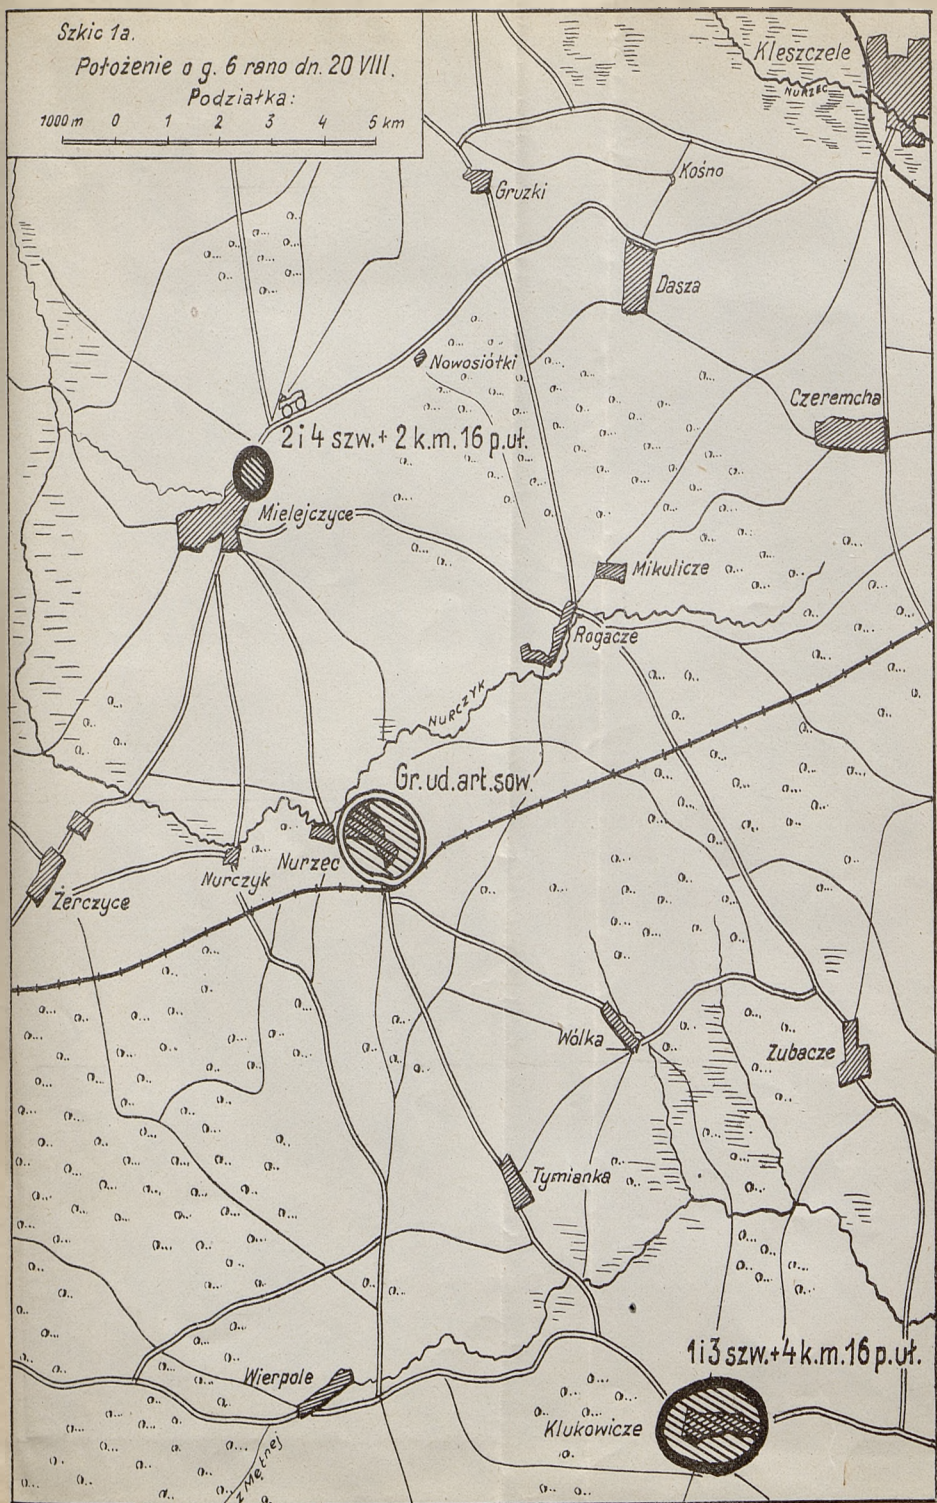 Szkic 1a.
Położenie o g. 6 rano dn. 20 VIII.
Podziałka:
1000 m 0 1 2 3 4 5 km
Kleszczele
NURZEC
Gruzki
Kośno
Dasza
Nowosiółki
Czeremcha
2 i 4 szw. + 2 k.m. 16 p.uł.
Mielejczyce
Mikulicze
Rogacze
NURCZYK
Gr. ud. art. sow.
Nurzec
Nurczyk
Żerczyce
Wólka
Zubacze
Tymianka
1 i 3 szw. + 4 k.m. 16 p.uł.
Wierpole
Klukowicze
z Mętnej